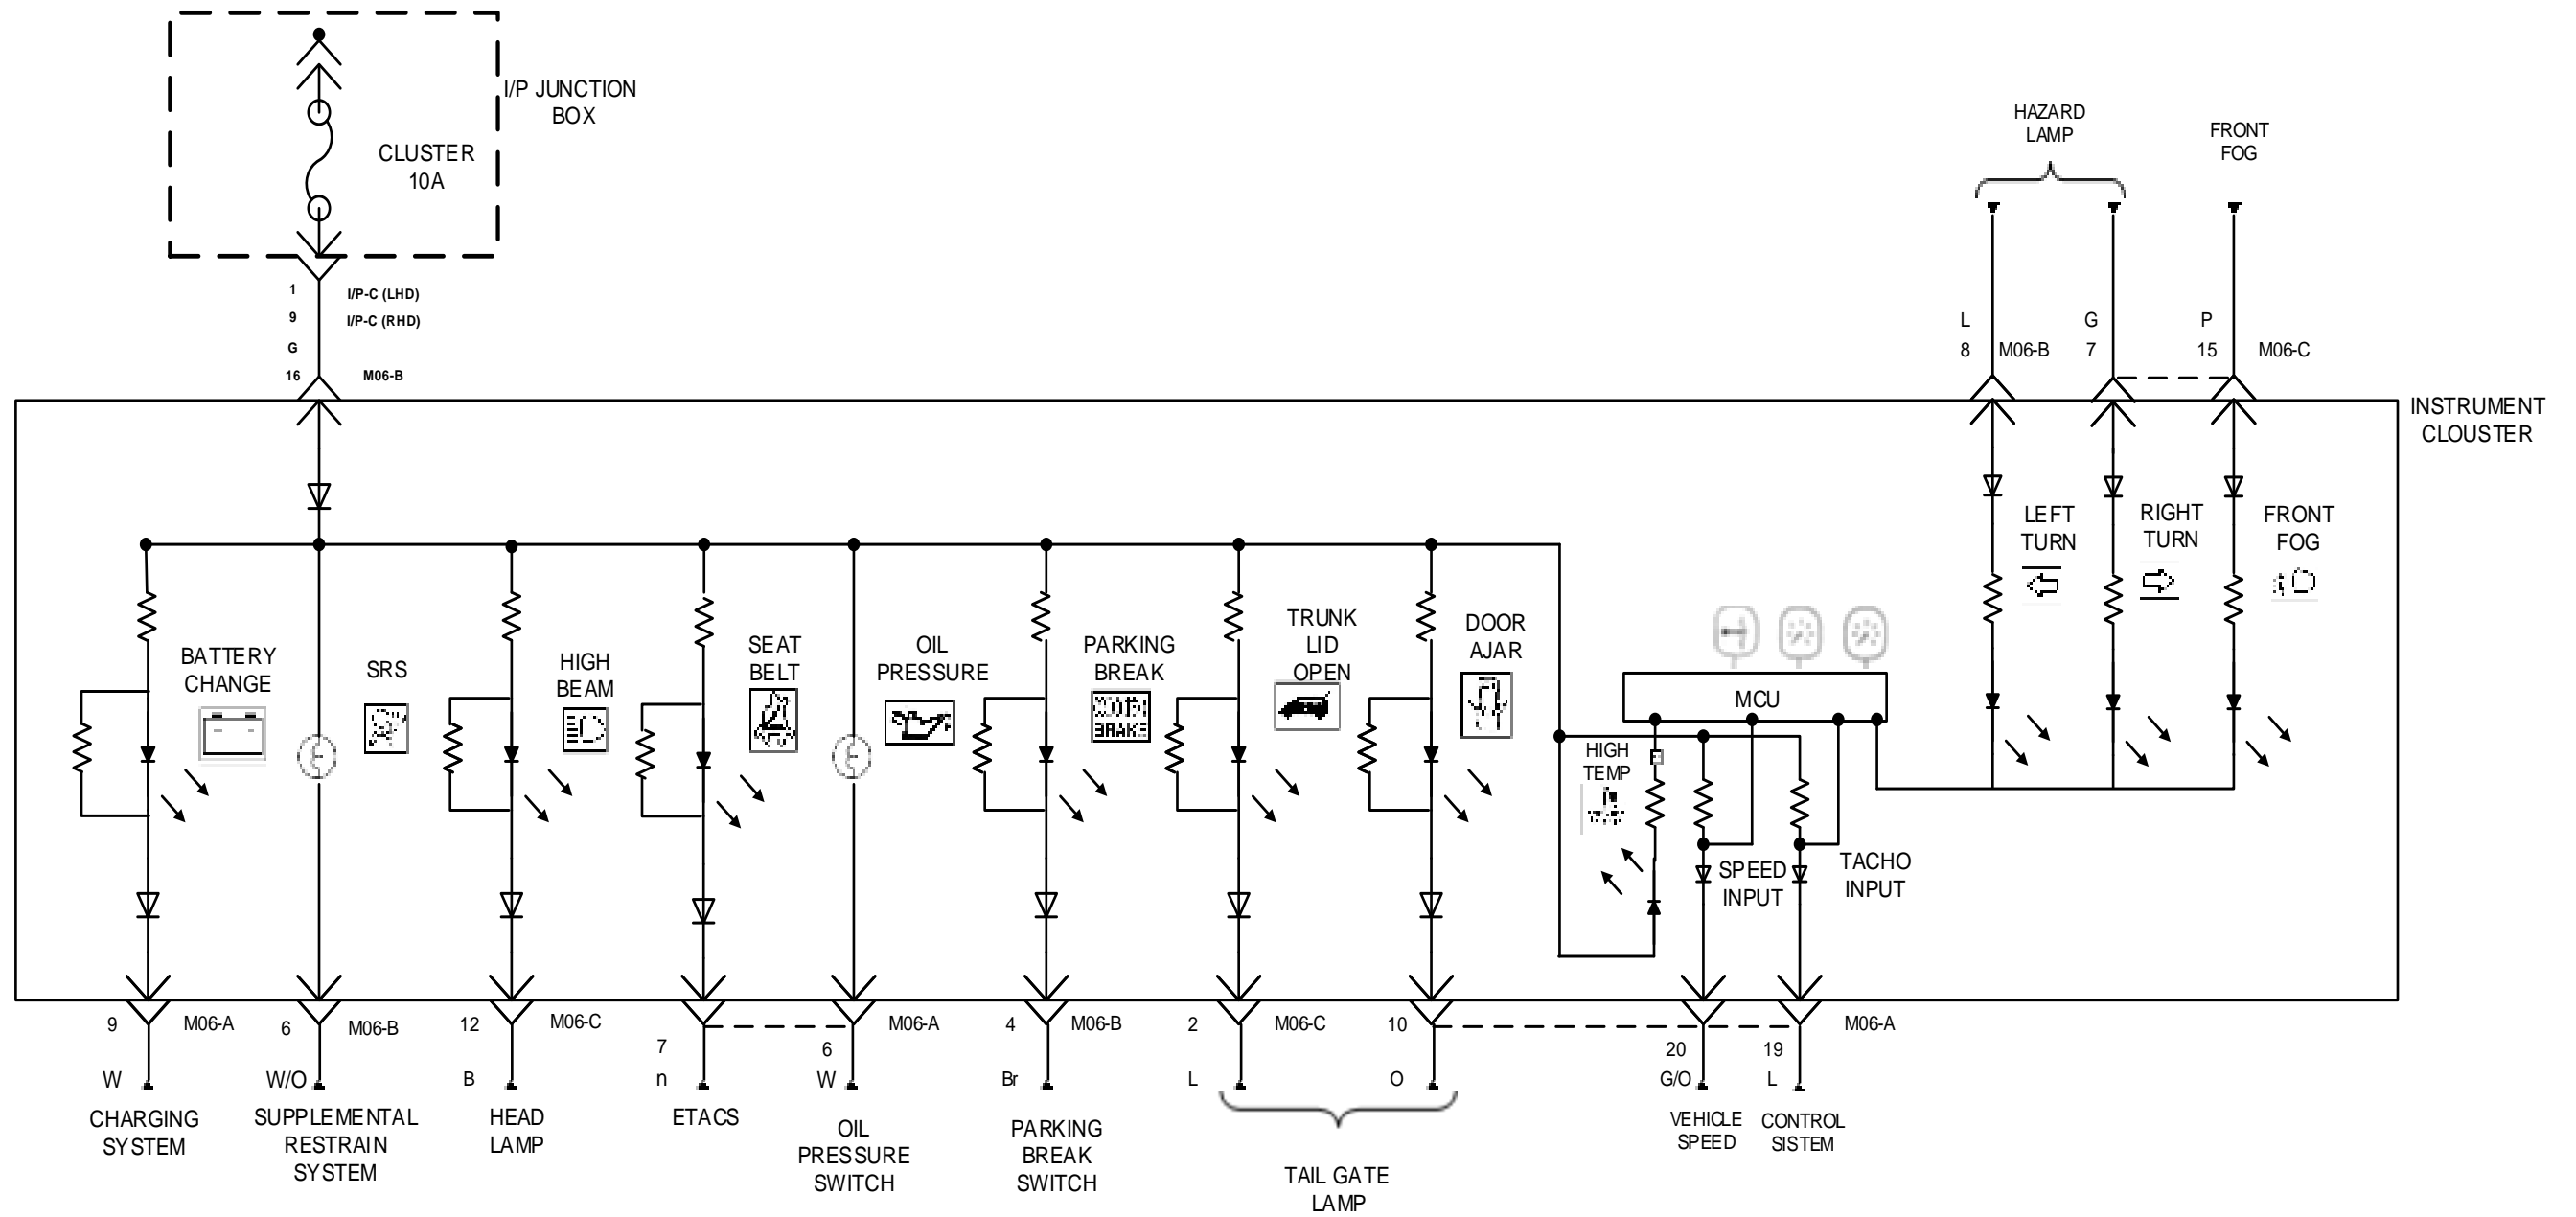 I/P JUNCTION
BOX
CLUSTER
10A
1 I/P-C (LHD)
9 I/P-C (RHD)
G
16 M06-B
HAZARD
LAMP
FRONT
FOG
L G P
8 M06-B 7 15 M06-C
INSTRUMENT
CLOUSTER
LEFT
TURN
RIGHT
TURN
FRONT
FOG
BATTERY
CHANGE
SRS
HIGH
BEAM
SEAT
BELT
OIL
PRESSURE
PARKING
BREAK
TRUNK
LID
OPEN
DOOR
AJAR
MCU
HIGH
TEMP
SPEED
INPUT
TACHO
INPUT
9 M06-A 6 M06-B 12 M06-C M06-A 4 M06-B 2 M06-C 10 M06-A
7 6 20 19
W W/O B n W Br L O G/O L
CHARGING
SYSTEM
SUPPLEMENTAL
RESTRAIN
SYSTEM
HEAD
LAMP
ETACS
OIL
PRESSURE
SWITCH
PARKING
BREAK
SWITCH
TAIL GATE
LAMP
VEHICLE
SPEED
CONTROL
SISTEM